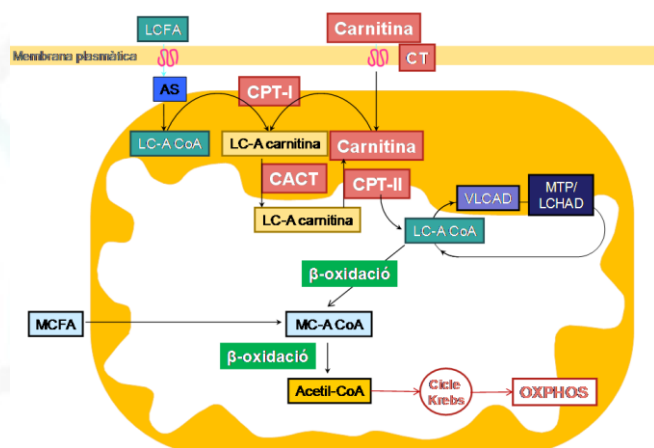 LCFA
Carnitina
Membrana plasmàtica
CT
AS
CPT-I
LC-A CoA
LC-A carnitina
Carnitina
CACT
CPT-II
VLCAD
MTP/
LCHAD
LC-A carnitina
LC-A CoA
β-oxidació
MCFA
MC-A CoA
β-oxidació
Acetil-CoA
Cicle
Krebs
OXPHOS